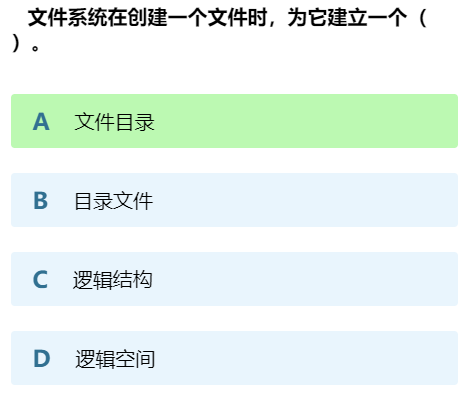 文件系统在创建一个文件时，为它建立一个（
）。
A 文件目录
B 目录文件
C 逻辑结构
D 逻辑空间